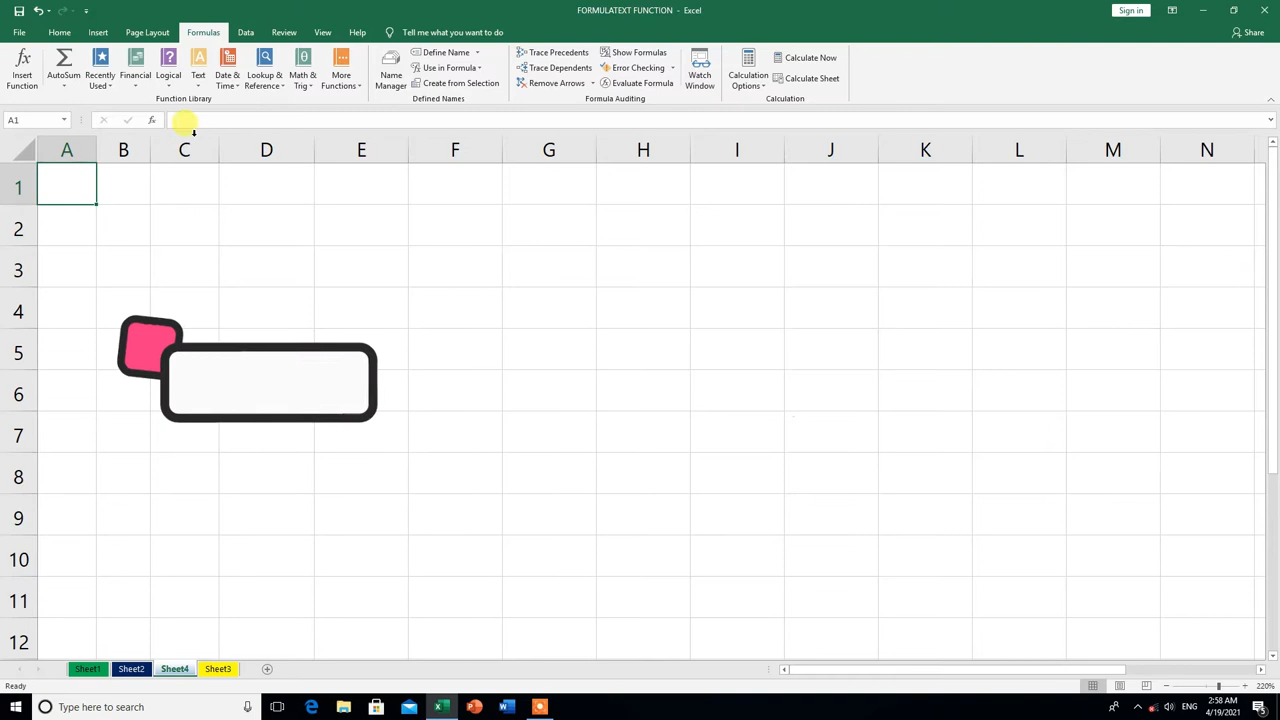 FORMULATEXT FUNCTION - Excel
Sign in
File Home Insert Page Layout Formulas Data Review View Help Tell me what you want to do
Share
Insert Function
AutoSum
Recently Used
Financial
Logical
Text
Date & Time
Lookup & Reference
Math & Trig
More Functions
Function Library
Name Manager
Define Name
Use in Formula
Create from Selection
Defined Names
Trace Precedents
Trace Dependents
Remove Arrows
Show Formulas
Error Checking
Evaluate Formula
Formula Auditing
Watch Window
Calculation Options
Calculate Now
Calculate Sheet
Calculation
A1
fx
A B C D E F G H I J K L M N
1
2
3
4
5
6
7
8
9
10
11
12
Sheet1 Sheet2 Sheet4 Sheet3
Ready
220%
Type here to search
ENG
2:58 AM
4/19/2021